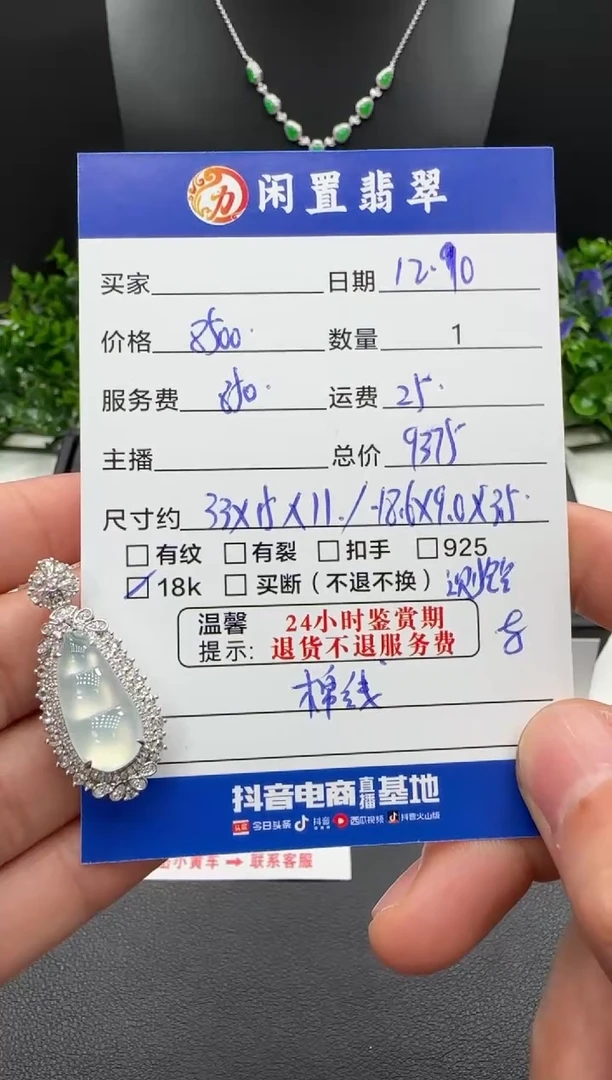 力 闲置翡翠
买家 日期 12.10
价格 8500 数量 1
服务费 850 运费 25
主播 总价 9375
尺寸约 33X15X11./-18.6X9.0X3.5
□有纹 □有裂 □扣手 □925
☑18k □买断（不退不换）
温馨 24小时鉴赏期
提示: 退货不退服务费
棉线
抖音电商直播基地
头条 今日头条 抖音 西瓜视频 抖音火山版
小黄车 → 联系客服